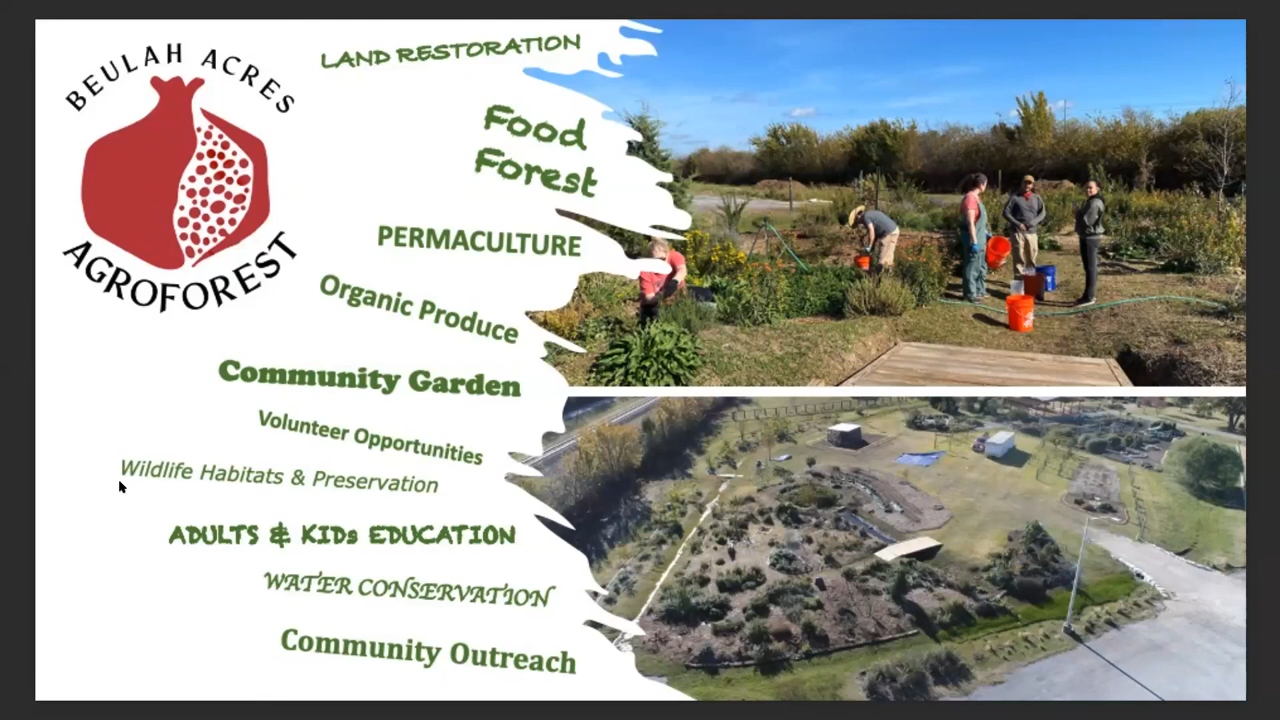 BEULAH ACRES
AGROFOREST
LAND RESTORATION
Food
Forest
PERMACULTURE
Organic Produce
Community Garden
Volunteer Opportunities
Wildlife Habitats & Preservation
ADULTS & KIDs EDUCATION
WATER CONSERVATION
Community Outreach